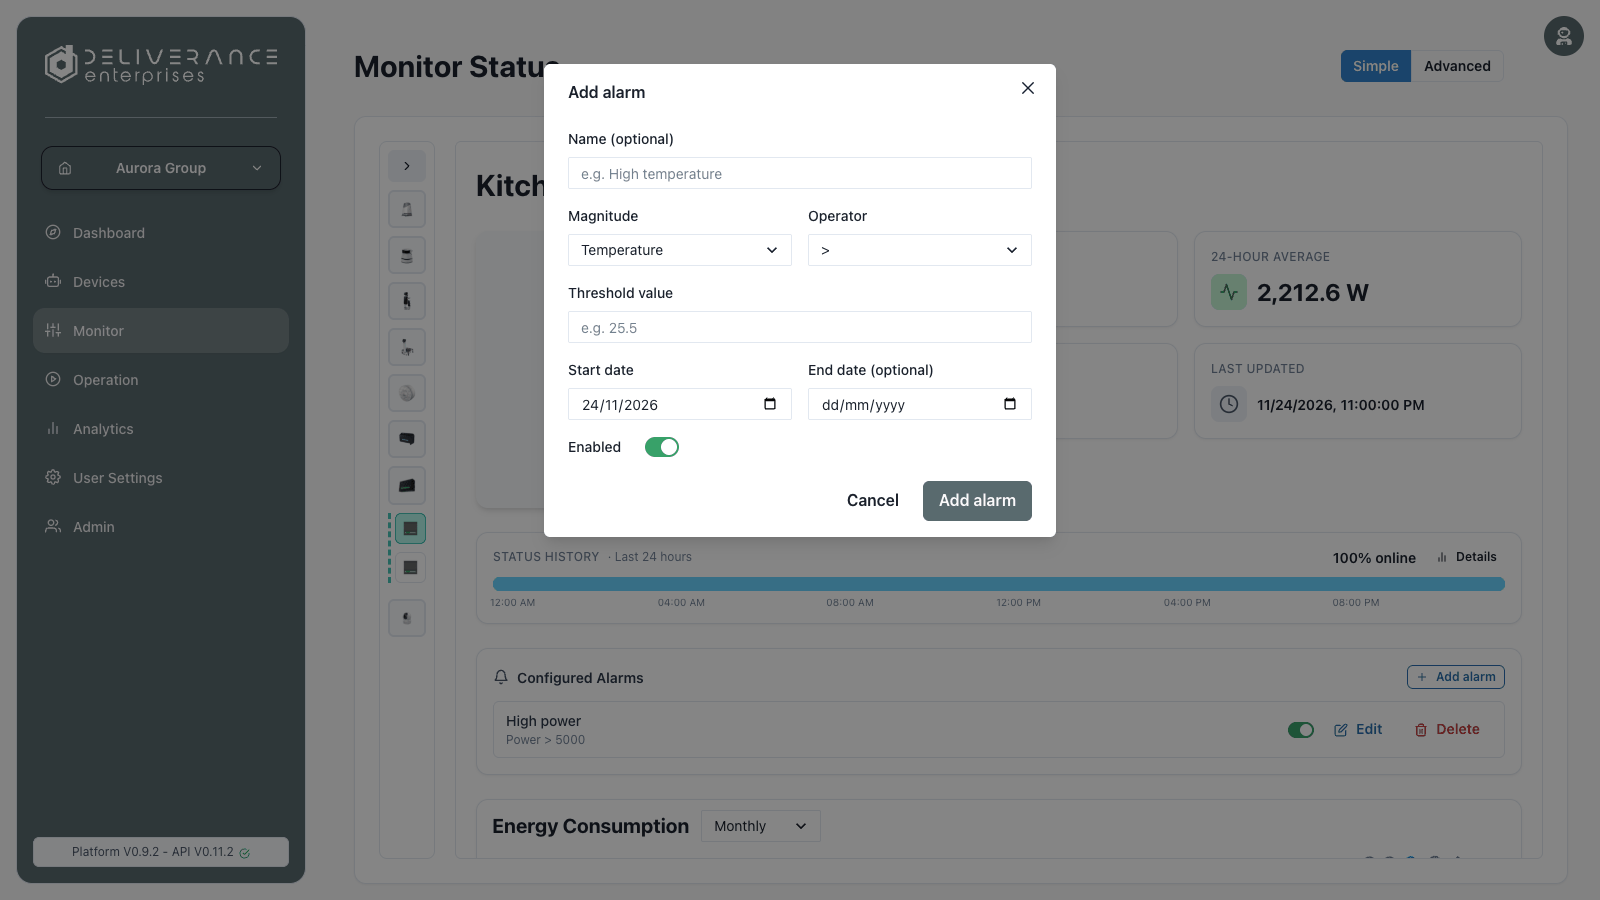 DELIVERANCE
enterprises
Aurora Group
Dashboard
Devices
Monitor
Operation
Analytics
User Settings
Admin
Platform V0.9.2 - API V0.11.2
Monitor Status
Simple
Advanced
Kitch
24-HOUR AVERAGE
2,212.6 W
LAST UPDATED
11/24/2026, 11:00:00 PM
Add alarm
Name (optional)
e.g. High temperature
Magnitude
Operator
Temperature
>
Threshold value
e.g. 25.5
Start date
End date (optional)
24/11/2026
dd/mm/yyyy
Enabled
Cancel
Add alarm
STATUS HISTORY · Last 24 hours
100% online
Details
12:00 AM 04:00 AM 08:00 AM 12:00 PM 04:00 PM 08:00 PM
Configured Alarms
+ Add alarm
High power
Power > 5000
Edit
Delete
Energy Consumption
Monthly